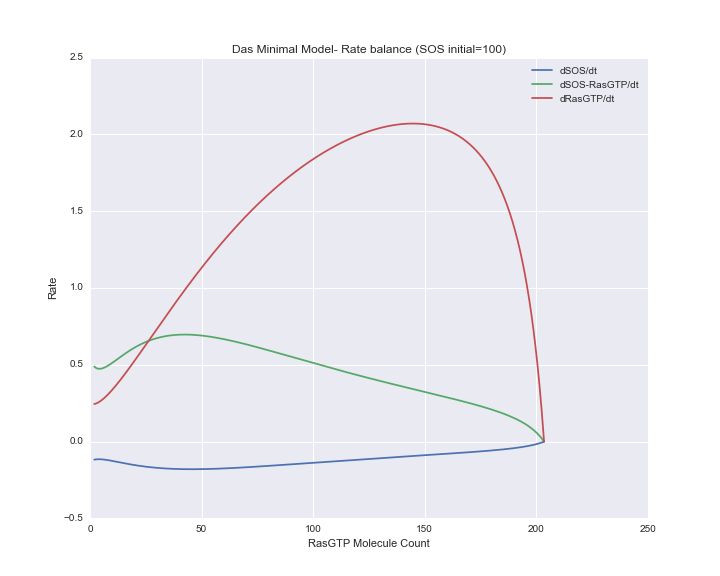 Das Minimal Model- Rate balance (SOS initial=100)
2.5
2.0
1.5
1.0
0.5
0.0
−0.5
Rate
dSOS/dt
dSOS-RasGTP/dt
dRasGTP/dt
0 50 100 150 200 250
RasGTP Molecule Count